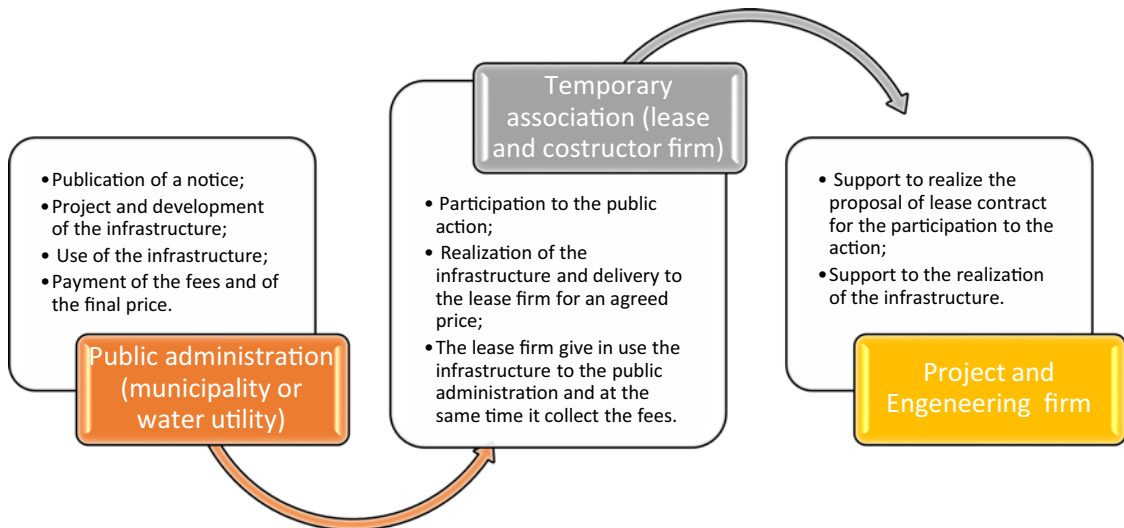 • Publication of a notice;
• Project and development
of the infrastructure;
• Use of the infrastructure;
• Payment of the fees and of
the final price.
Public administration
(municipality or
water utility)
Temporary
association (lease
and costructor firm)
• Participation to the public
action;
• Realization of the
infrastructure and delivery to
the lease firm for an agreed
price;
• The lease firm give in use the
infrastructure to the public
administration and at the
same time it collect the fees.
• Support to realize the
proposal of lease contract
for the participation to the
action;
• Support to the realization
of the infrastructure.
Project and
Engeneering firm